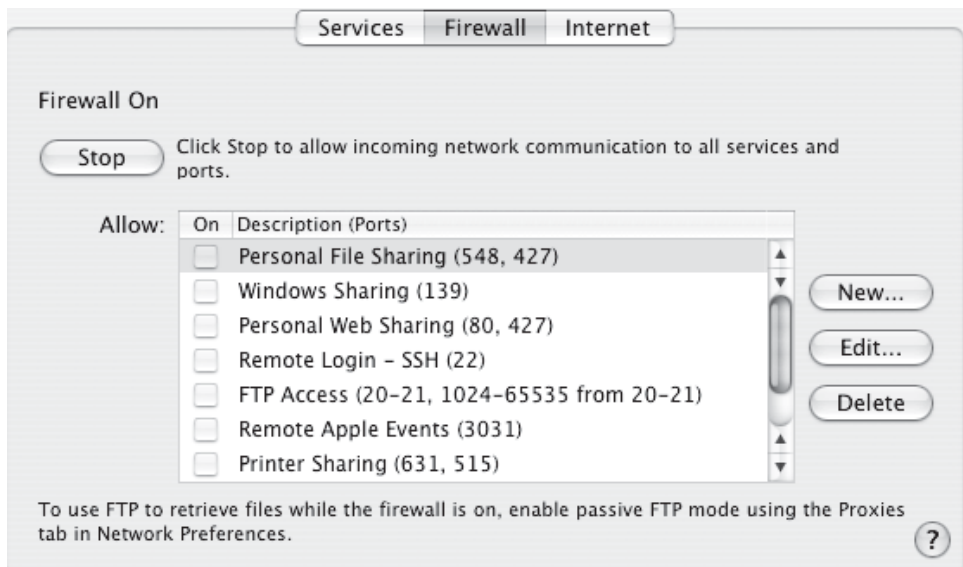 Services Firewall Internet
Firewall On
Stop Click Stop to allow incoming network communication to all services and
ports.
Allow: On Description (Ports)
Personal File Sharing (548, 427)
Windows Sharing (139)
Personal Web Sharing (80, 427)
Remote Login – SSH (22)
FTP Access (20–21, 1024–65535 from 20–21)
Remote Apple Events (3031)
Printer Sharing (631, 515)
New...
Edit...
Delete
To use FTP to retrieve files while the firewall is on, enable passive FTP mode using the Proxies
tab in Network Preferences.
?